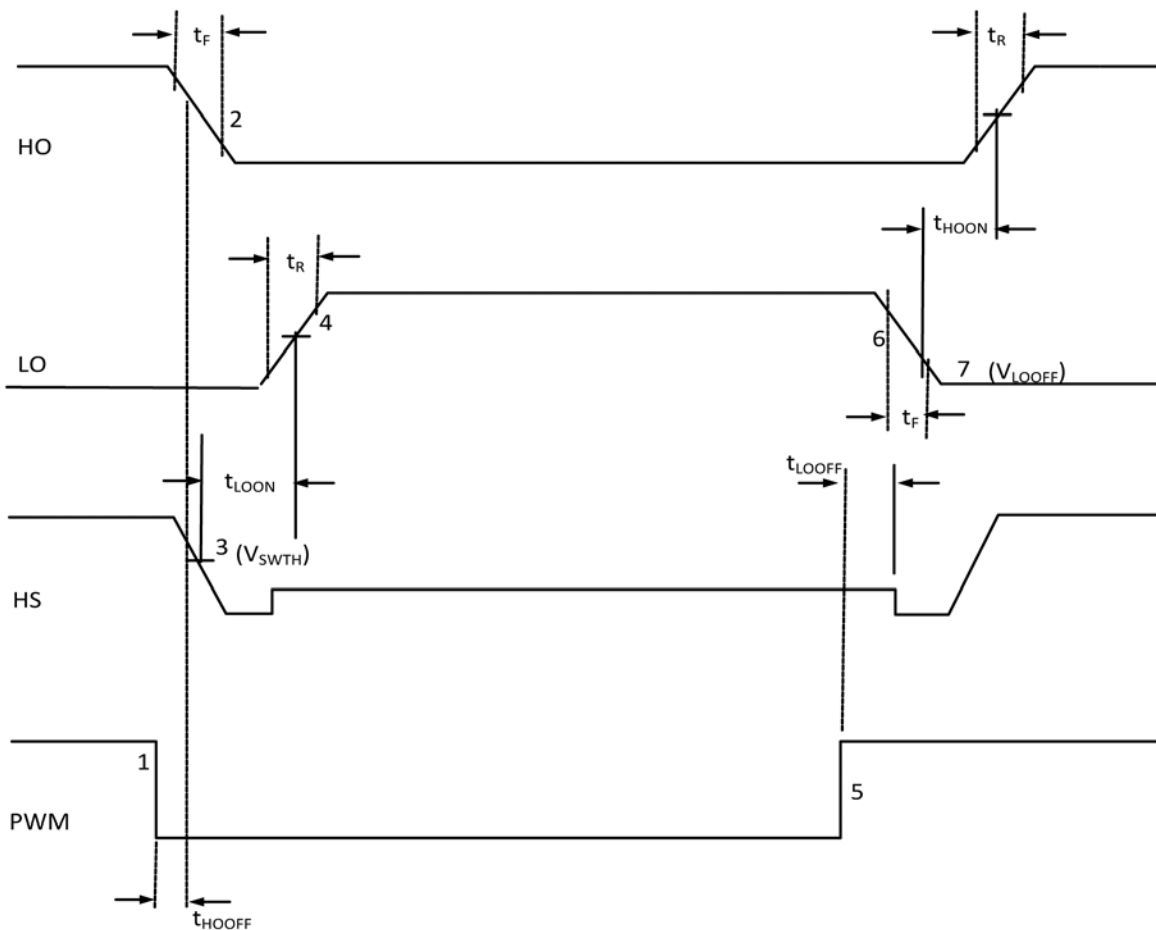 tF
tR
2
HO
tHOON
tR
4
6
LO
7 (VLOOFF)
tF
tLOOFF
tLOON
3 (VSWTH)
HS
1
5
PWM
tHOOFF